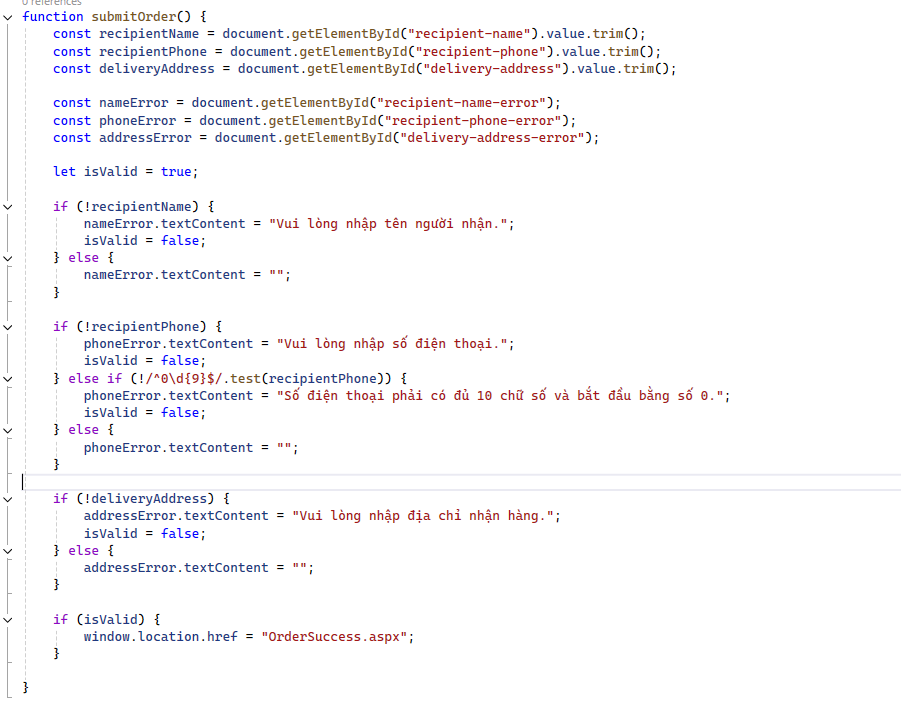 0 references
function submitOrder() {
    const recipientName = document.getElementById("recipient-name").value.trim();
    const recipientPhone = document.getElementById("recipient-phone").value.trim();
    const deliveryAddress = document.getElementById("delivery-address").value.trim();

    const nameError = document.getElementById("recipient-name-error");
    const phoneError = document.getElementById("recipient-phone-error");
    const addressError = document.getElementById("delivery-address-error");

    let isValid = true;

    if (!recipientName) {
        nameError.textContent = "Vui lòng nhập tên người nhận.";
        isValid = false;
    } else {
        nameError.textContent = "";
    }

    if (!recipientPhone) {
        phoneError.textContent = "Vui lòng nhập số điện thoại.";
        isValid = false;
    } else if (!/^0\d{9}$/.test(recipientPhone)) {
        phoneError.textContent = "Số điện thoại phải có đủ 10 chữ số và bắt đầu bằng số 0.";
        isValid = false;
    } else {
        phoneError.textContent = "";
    }

    if (!deliveryAddress) {
        addressError.textContent = "Vui lòng nhập địa chỉ nhận hàng.";
        isValid = false;
    } else {
        addressError.textContent = "";
    }

    if (isValid) {
        window.location.href = "OrderSuccess.aspx";
    }

}